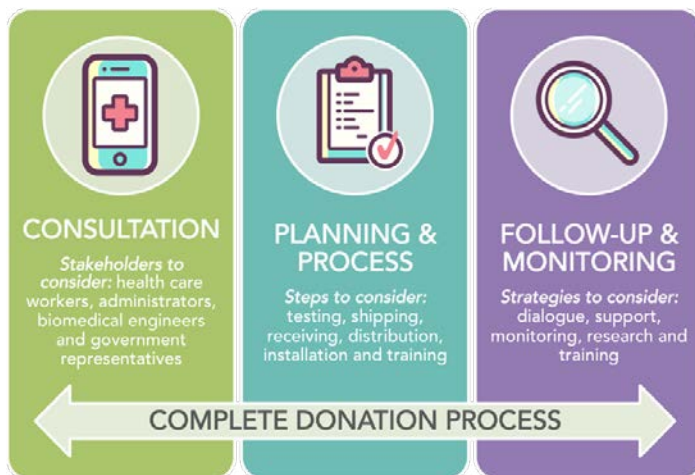 CONSULTATION
Stakeholders to
consider: health care
workers, administrators,
biomedical engineers
and government
representatives
PLANNING &
PROCESS
Steps to consider:
testing, shipping,
receiving, distribution,
installation and training
FOLLOW-UP &
MONITORING
Strategies to consider:
dialogue, support,
monitoring, research and
training
COMPLETE DONATION PROCESS